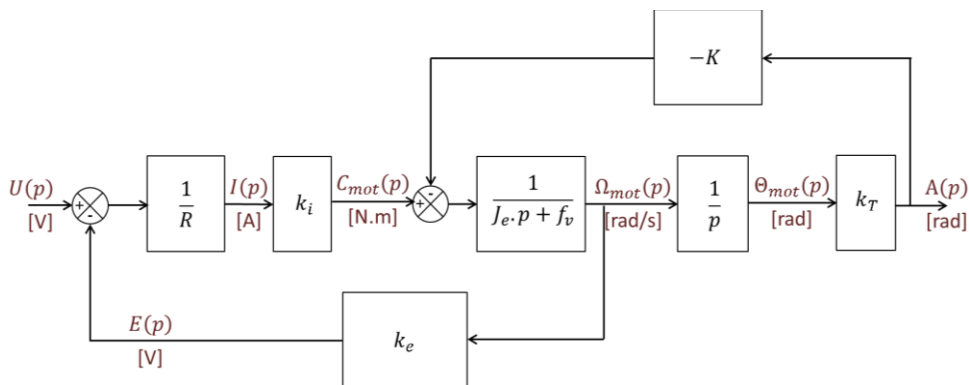 −K
U(p)
[V]
+
-
1
R
I(p)
[A]
k_i
C_mot(p)
[N.m]
-
+
1
J_e. p + f_v
Ω_mot(p)
[rad/s]
1
p
Θ_mot(p)
[rad]
k_T
A(p)
[rad]
E(p)
[V]
k_e